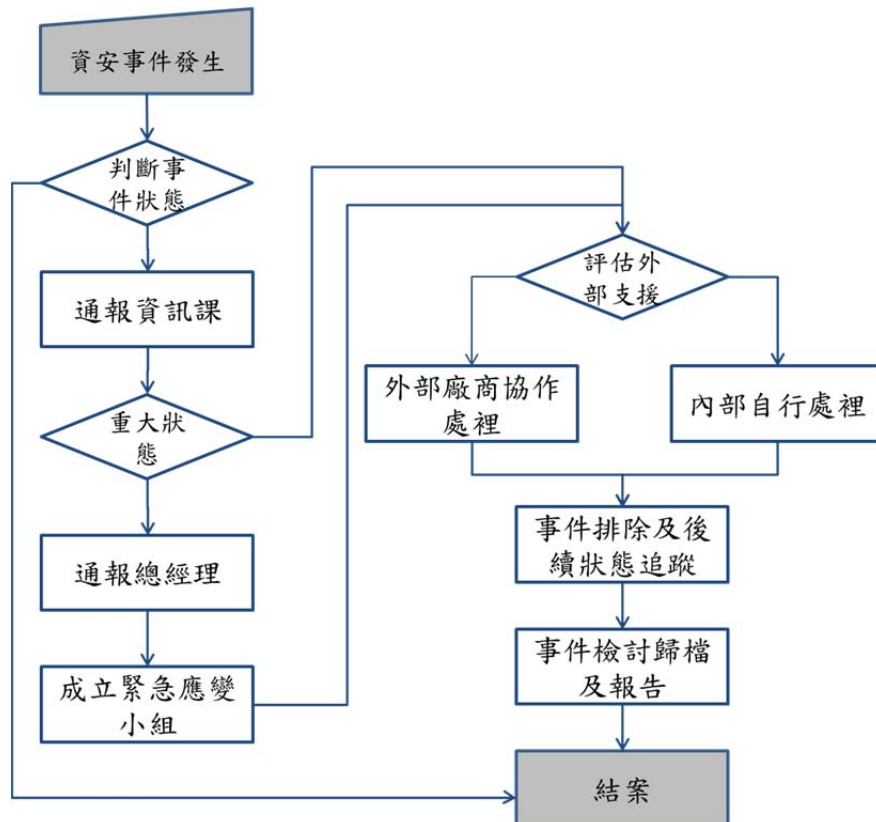 資安事件發生
判斷事
件狀態
通報資訊課
重大狀
態
通報總經理
成立緊急應變
小組
評估外
部支援
外部廠商協作
處裡
內部自行處裡
事件排除及後
續狀態追蹤
事件檢討歸檔
及報告
結案